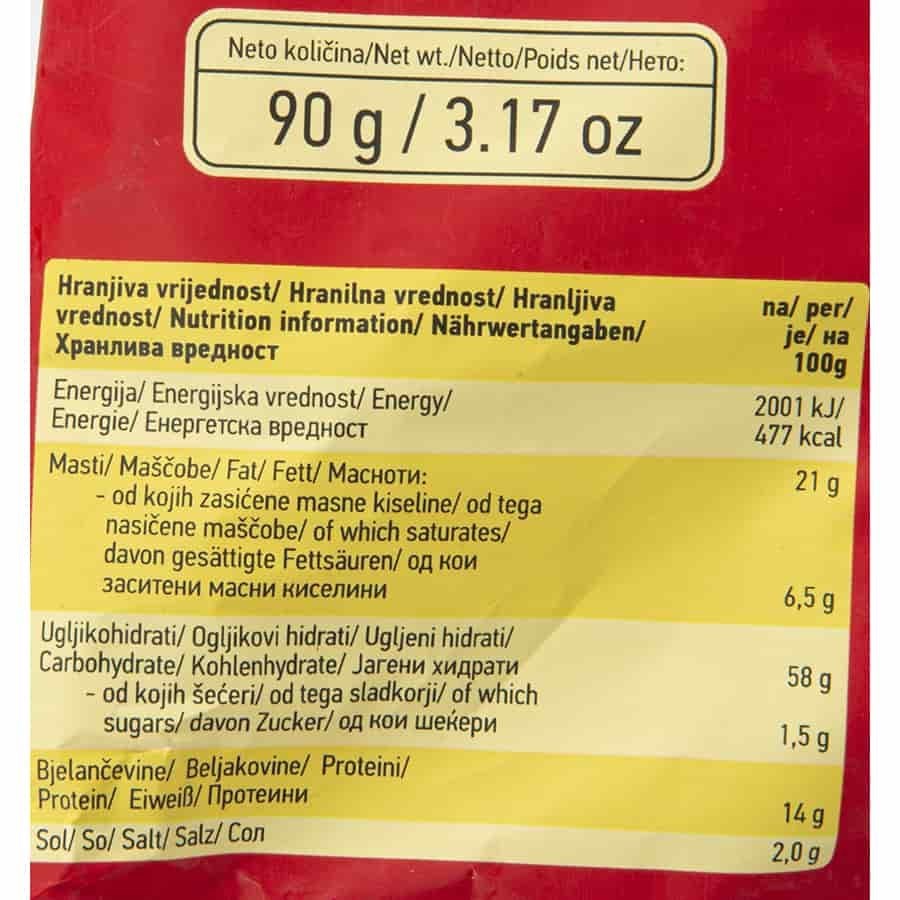 Neto količina/Net wt./Netto/Poids net/Нето:
90 g / 3.17 oz
Hranjiva vrijednost/ Hranilna vrednost/ Hranljiva
vrednost/ Nutrition information/ Nährwertangaben/
Хранлива вредност
na/ per/
je/ на
100g
Energija/ Energijska vrednost/ Energy/
Energie/ Енергетска вредност
2001 kJ/
477 kcal
Masti/ Maščobe/ Fat/ Fett/ Масноти:
21 g
- od kojih zasićene masne kiseline/ od tega
nasičene maščobe/ of which saturates/
davon gesättigte Fettsäuren/ од кои
заситени масни киселини
6,5 g
Ugljikohidrati/ Ogljikovi hidrati/ Ugljeni hidrati/
Carbohydrate/ Kohlenhydrate/ Јагени хидрати
58 g
- od kojih šećeri/ od tega sladkorji/ of which
sugars/ davon Zucker/ од кои шеќери
1,5 g
Bjelančevine/ Beljakovine/ Proteini/
Protein/ Eiweiß/ Протеини
14 g
Sol/ So/ Salt/ Salz/ Сол
2,0 g